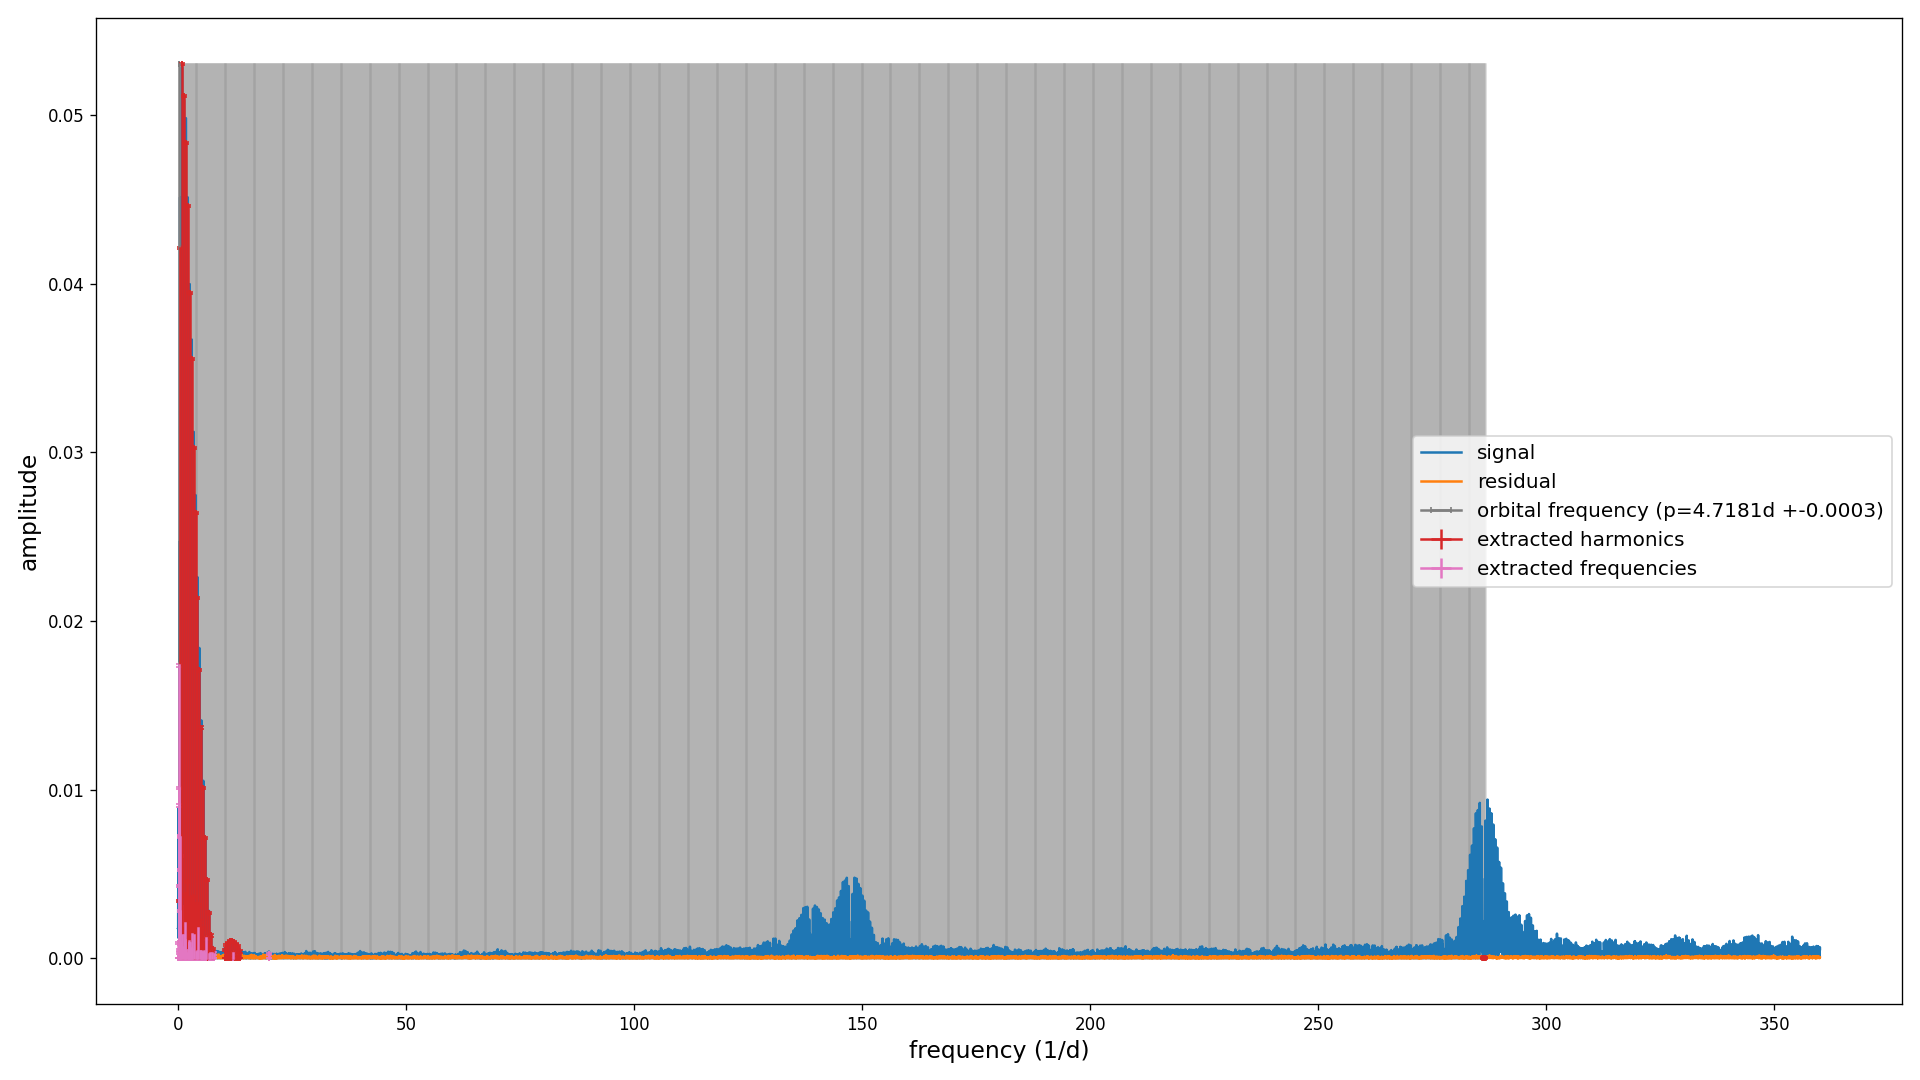 amplitude
0.05
0.04
0.03
0.02
0.01
0.00
signal
residual
orbital frequency (p=4.7181d +-0.0003)
extracted harmonics
extracted frequencies
0 50 100 150 200 250 300 350
frequency (1/d)